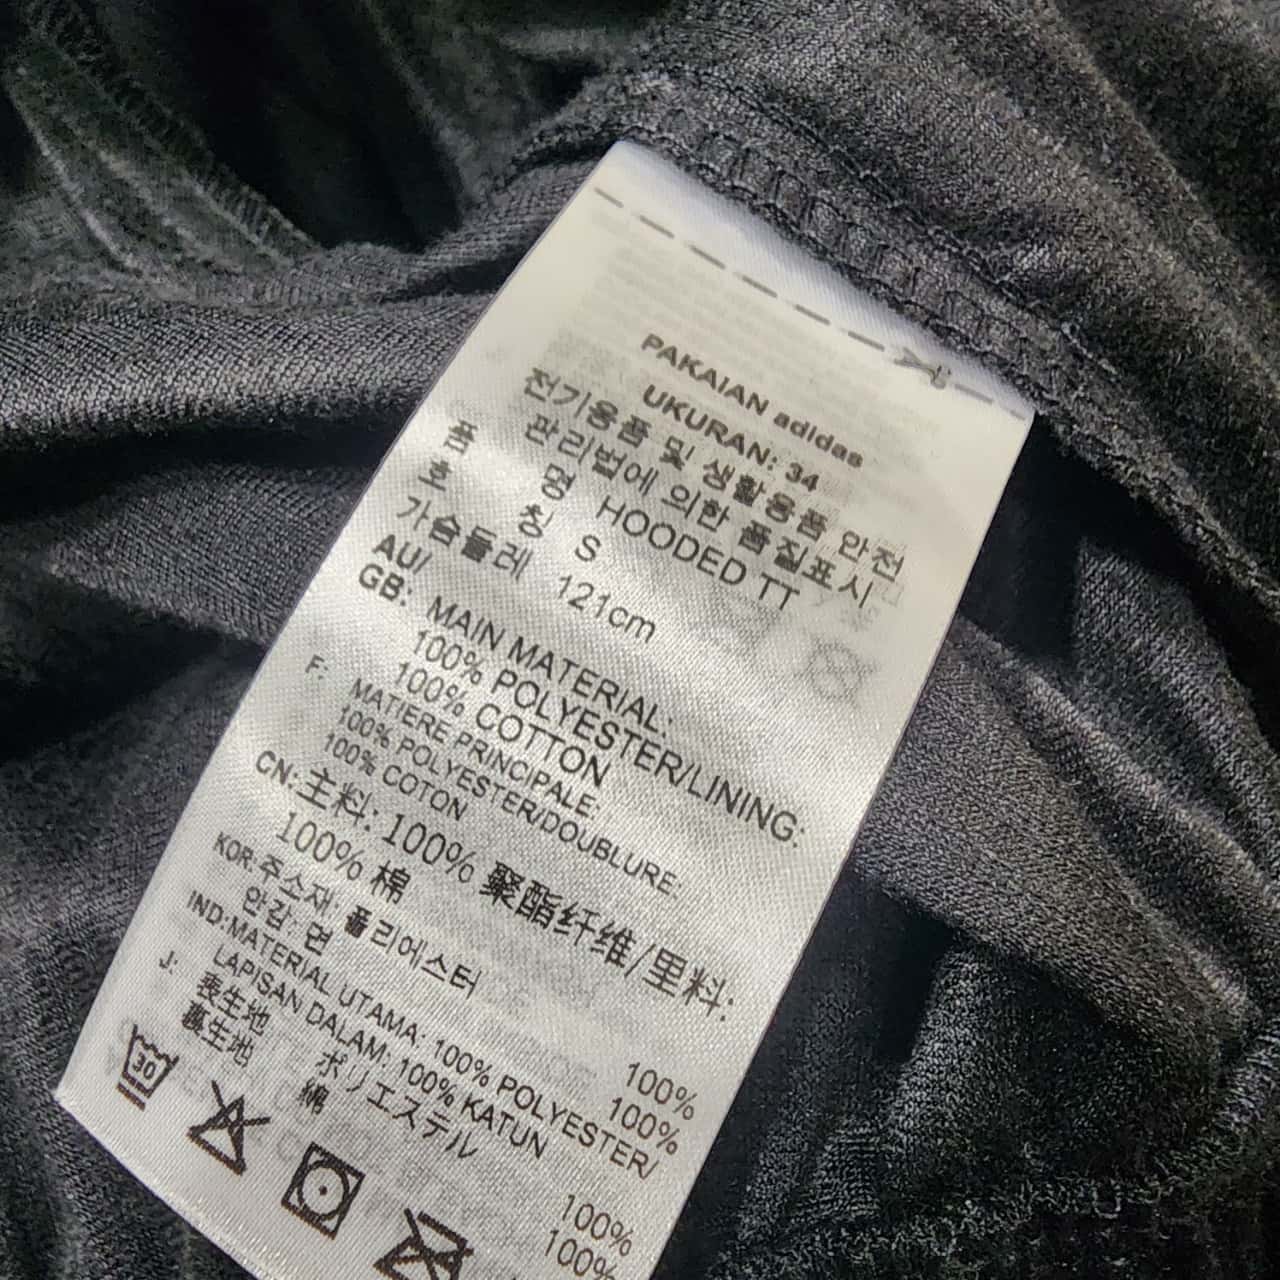 PAKAIAN adidas
UKURAN: 34
전기용품 및 생활용품 안전
관리법에 의한 품질표시
품 명 HOODED TT
호 칭 S
가슴둘레 121cm
AU/
GB: MAIN MATERIAL:
100% POLYESTER/LINING:
100% COTTON
F: MATIERE PRINCIPALE:
100% POLYESTER/DOUBLURE:
100% COTON
CN: 主料: 100% 聚酯纤维/里料:
100% 棉
KOR: 주소재: 폴리에스터 100%
안감: 면 100%
IND: MATERIAL UTAMA: 100% POLYESTER/
LAPISAN DALAM: 100% KATUN
J: 表生地 ポリエステル 100%
裏生地 綿 100%
30